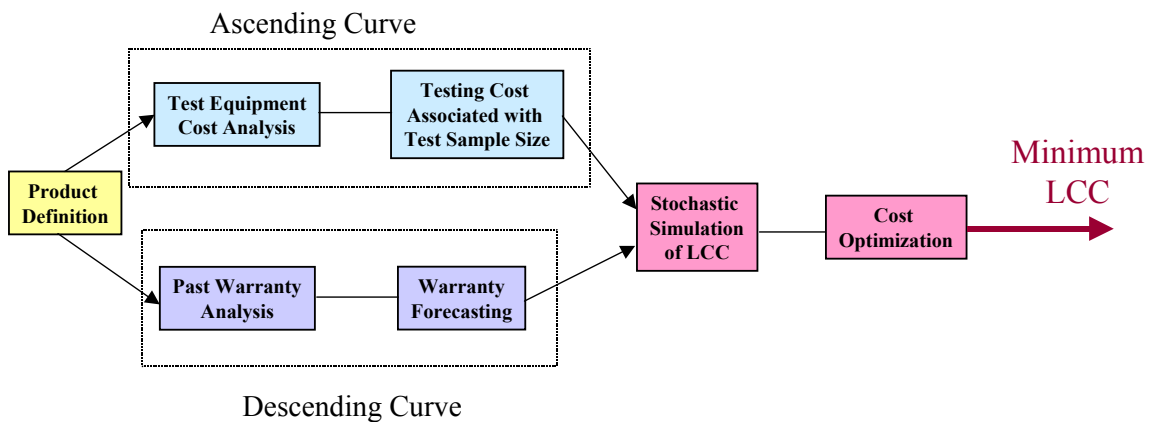 Ascending Curve
Test Equipment
Cost Analysis
Testing Cost
Associated with
Test Sample Size
Product
Definition
Past Warranty
Analysis
Warranty
Forecasting
Descending Curve
Stochastic
Simulation
of LCC
Cost
Optimization
Minimum
LCC